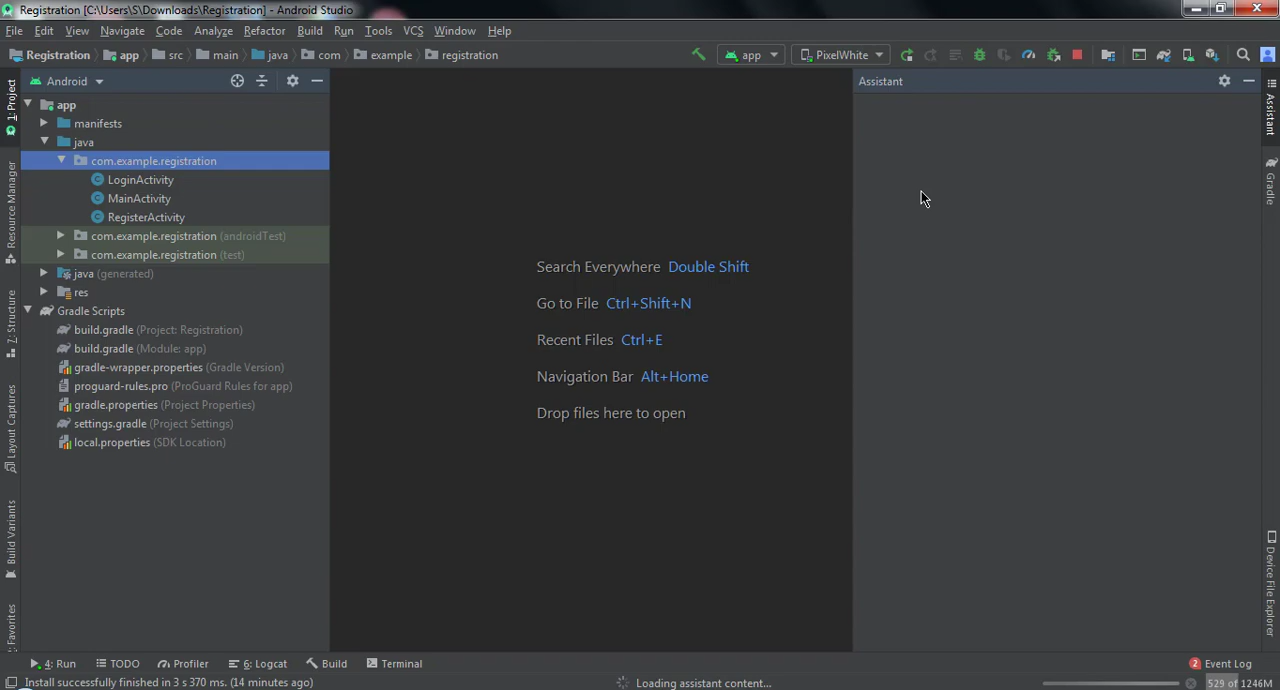 Registration [C:\Users\S\Downloads\Registration] - Android Studio
File Edit View Navigate Code Analyze Refactor Build Run Tools VCS Window Help
Registration app src main java com example registration app PixelWhite
Android
Assistant
app
manifests
java
com.example.registration
LoginActivity
MainActivity
RegisterActivity
com.example.registration (androidTest)
com.example.registration (test)
java (generated)
res
Gradle Scripts
build.gradle (Project: Registration)
build.gradle (Module: app)
gradle-wrapper.properties (Gradle Version)
proguard-rules.pro (ProGuard Rules for app)
gradle.properties (Project Properties)
settings.gradle (Project Settings)
local.properties (SDK Location)
Search Everywhere Double Shift
Go to File Ctrl+Shift+N
Recent Files Ctrl+E
Navigation Bar Alt+Home
Drop files here to open
1: Project
Resource Manager
Z: Structure
Layout Captures
Build Variants
Favorites
Assistant
Gradle
Device File Explorer
4: Run TODO Profiler 6: Logcat Build Terminal
2 Event Log
Install successfully finished in 3 s 370 ms. (14 minutes ago)
Loading assistant content...
529 of 1246M